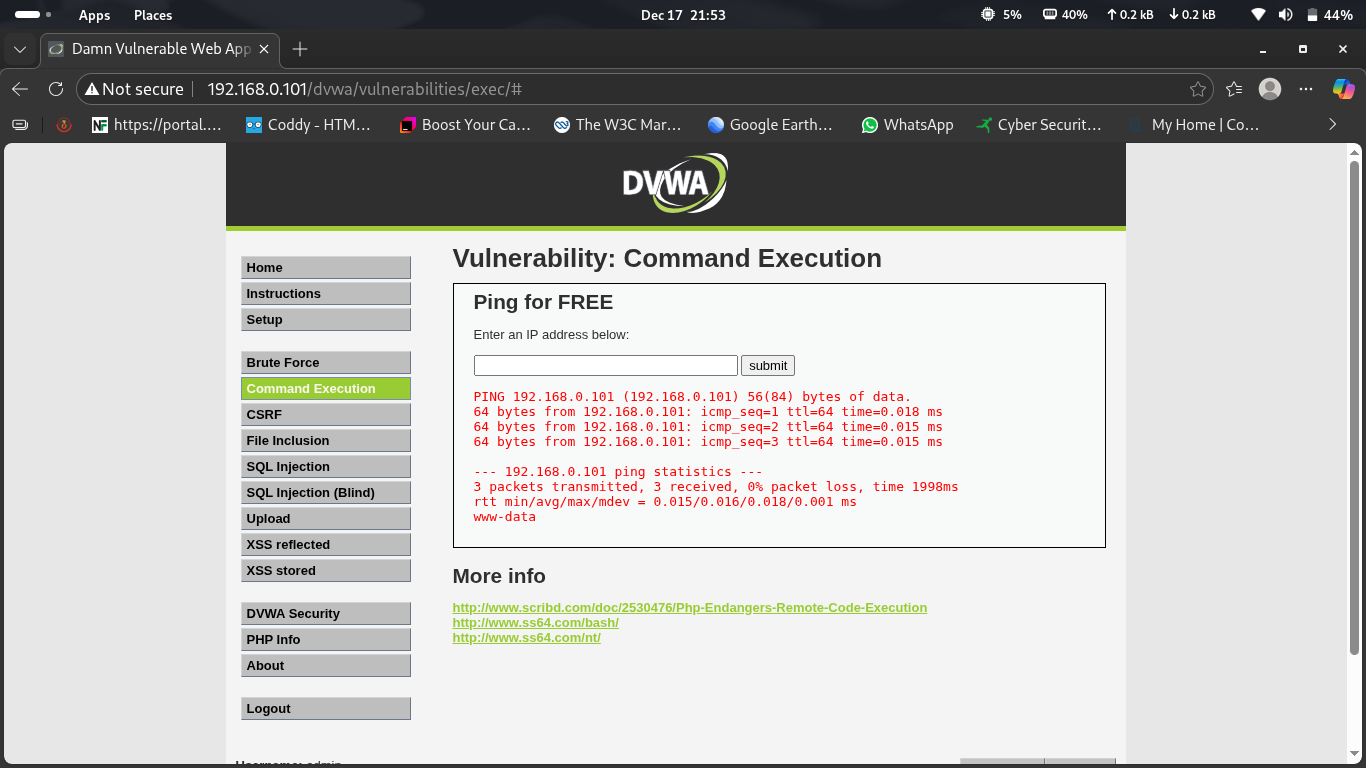 Apps Places Dec 17 21:53 5% 40% 0.2 kB 0.2 kB 44%
Damn Vulnerable Web App
Not secure 192.168.0.101/dvwa/vulnerabilities/exec/#
https://portal.... Coddy - HTM... Boost Your Ca... The W3C Mar... Google Earth... WhatsApp Cyber Securit... My Home | Co...
DVWA
Home
Instructions
Setup
Brute Force
Command Execution
CSRF
File Inclusion
SQL Injection
SQL Injection (Blind)
Upload
XSS reflected
XSS stored
DVWA Security
PHP Info
About
Logout
Vulnerability: Command Execution
Ping for FREE
Enter an IP address below:
submit
PING 192.168.0.101 (192.168.0.101) 56(84) bytes of data.
64 bytes from 192.168.0.101: icmp_seq=1 ttl=64 time=0.018 ms
64 bytes from 192.168.0.101: icmp_seq=2 ttl=64 time=0.015 ms
64 bytes from 192.168.0.101: icmp_seq=3 ttl=64 time=0.015 ms
--- 192.168.0.101 ping statistics ---
3 packets transmitted, 3 received, 0% packet loss, time 1998ms
rtt min/avg/max/mdev = 0.015/0.016/0.018/0.001 ms
www-data
More info
http://www.scribd.com/doc/2530476/Php-Endangers-Remote-Code-Execution
http://www.ss64.com/bash/
http://www.ss64.com/nt/
Username: admin